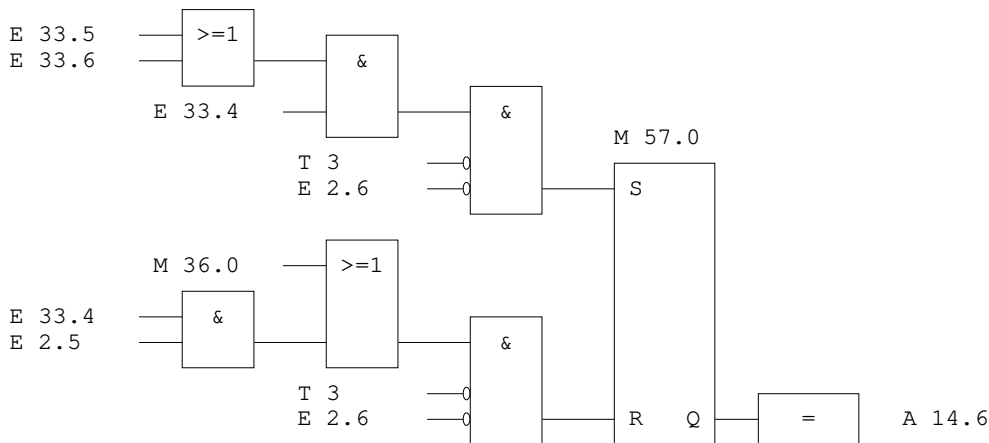 E 33.5 >=1
E 33.6 &
E 33.4 &
M 57.0
T 3
E 2.6 S
M 36.0 >=1
E 33.4 &
E 2.5 &
T 3
E 2.6 R Q = A 14.6